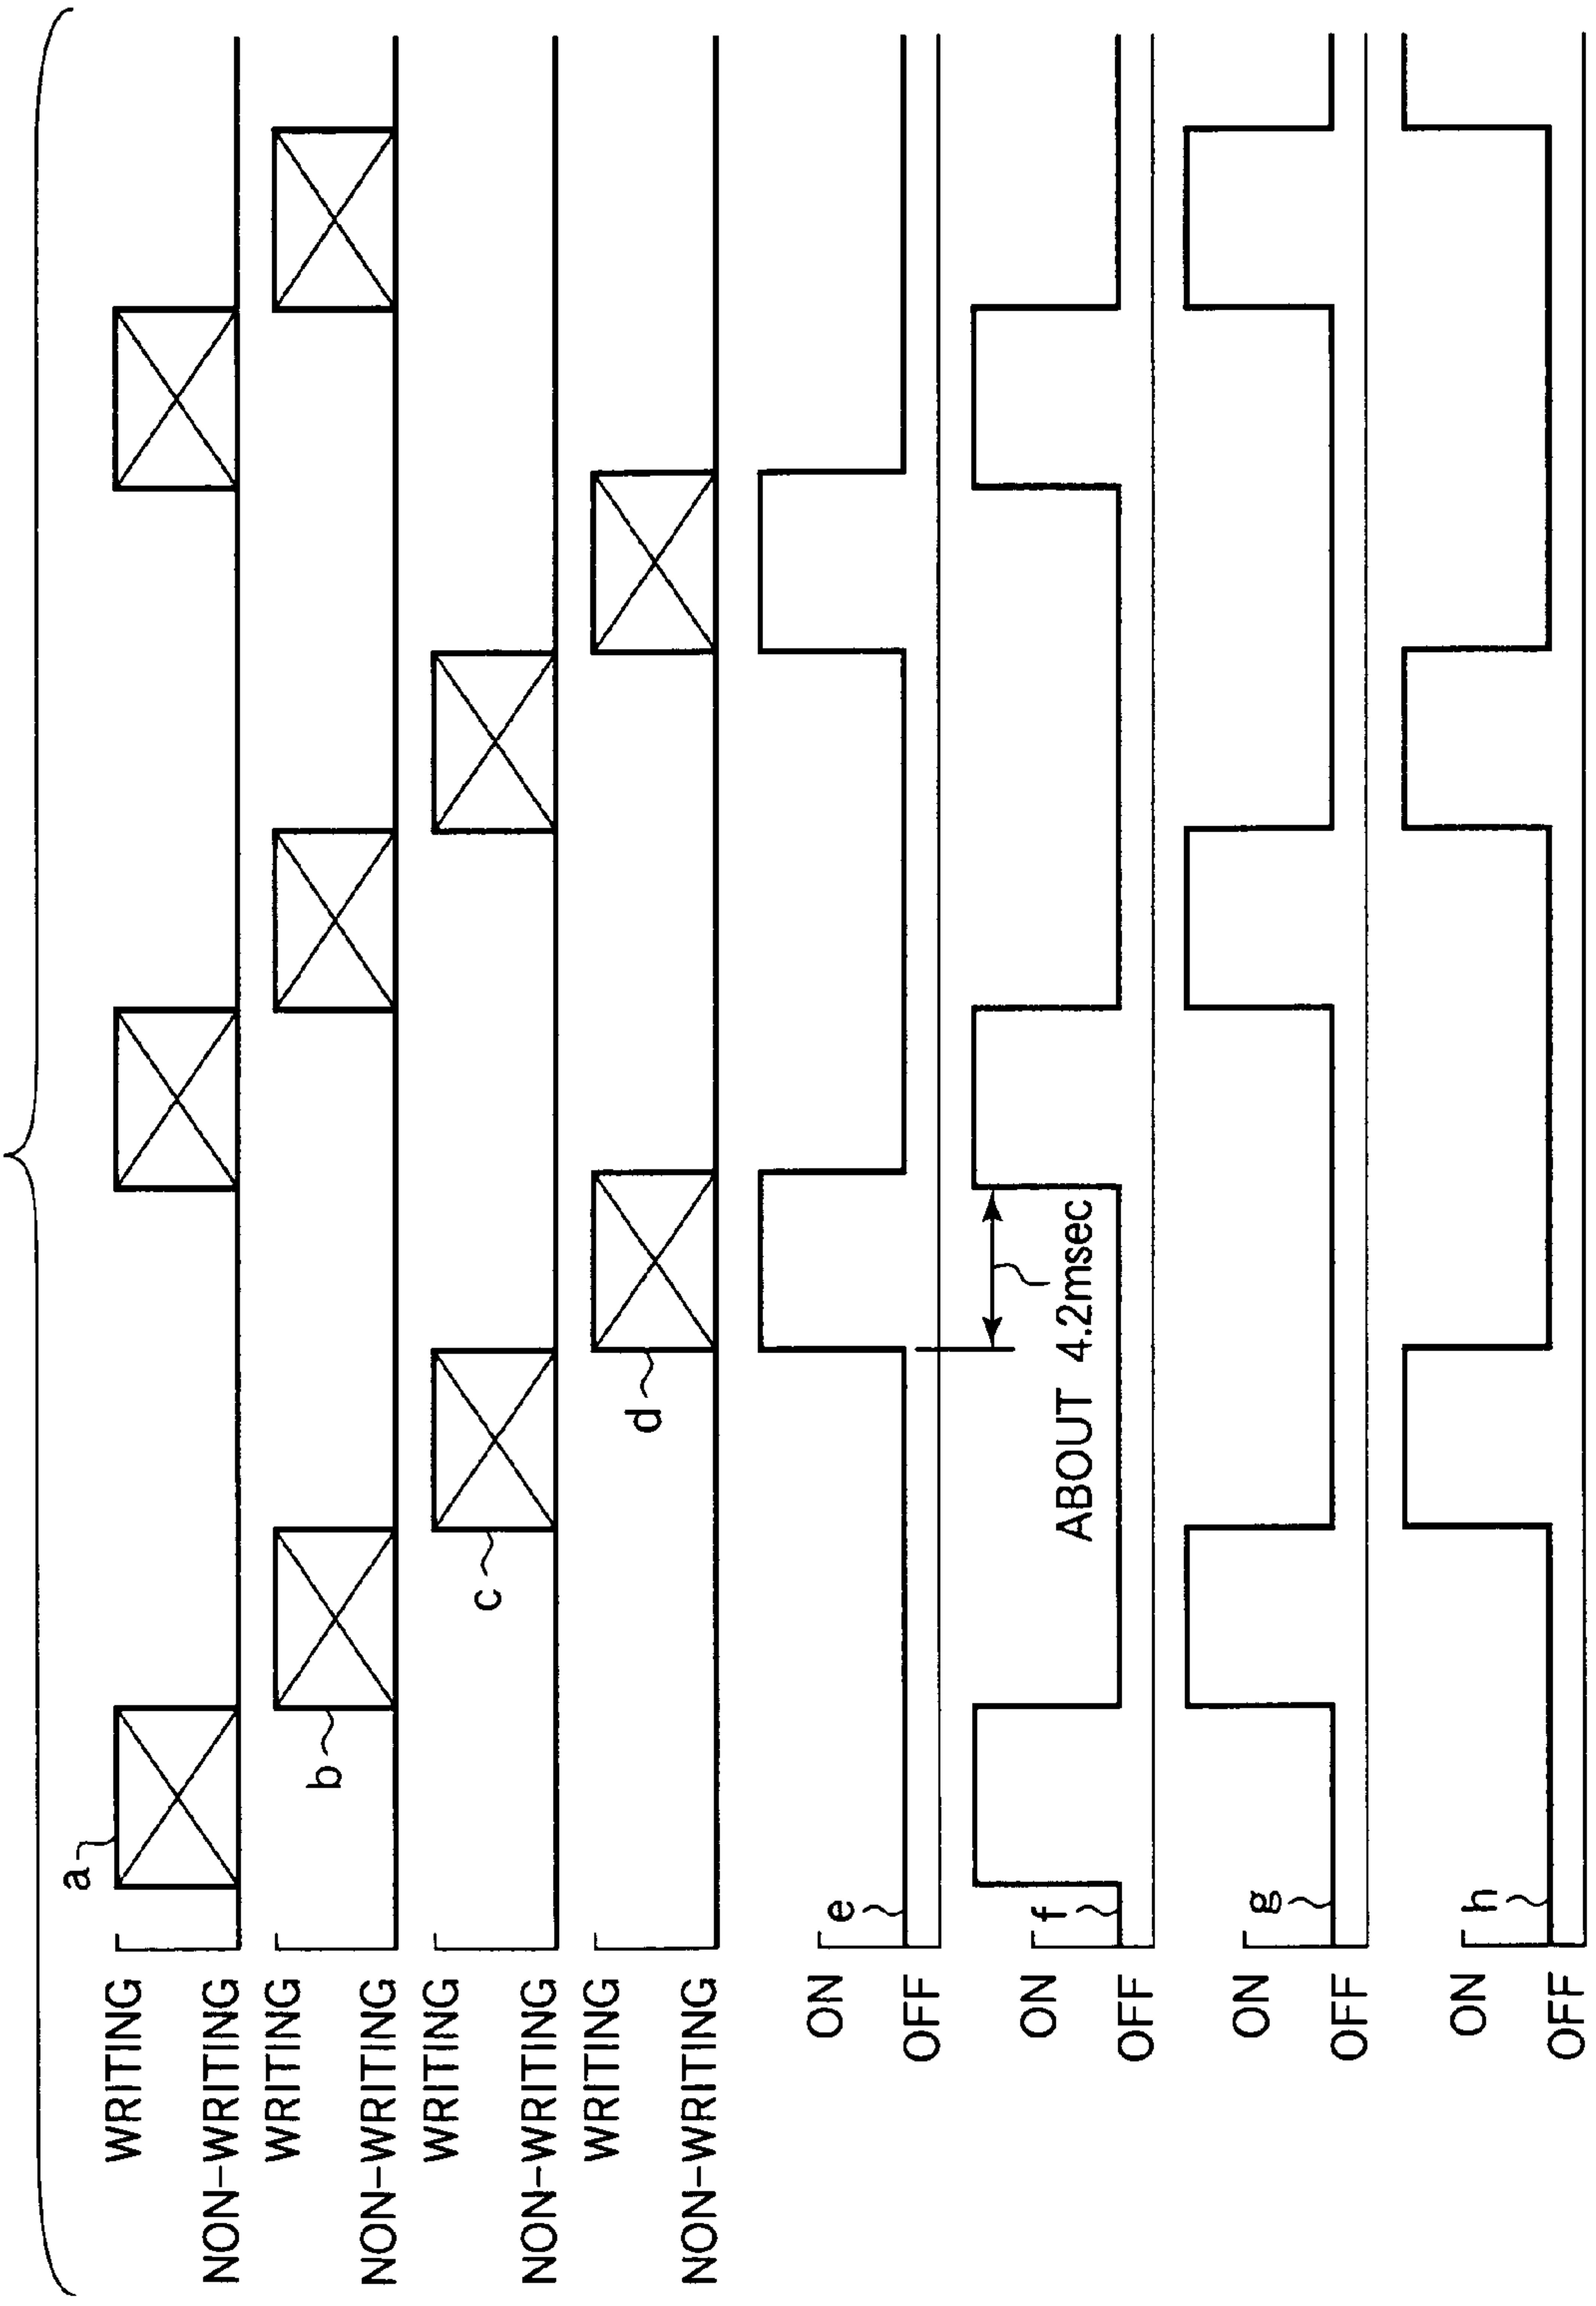 WRITING
a
NON-WRITING
WRITING
b
NON-WRITING
WRITING
c
NON-WRITING
WRITING
d
NON-WRITING
ON
e
OFF
ON
f
ABOUT 4.2msec
OFF
ON
g
OFF
ON
h
OFF